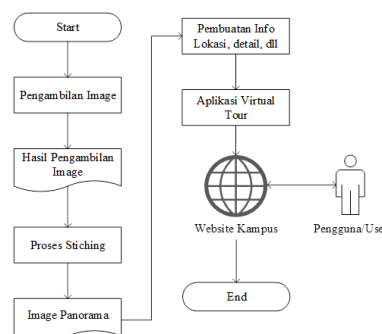 Start
Pengambilan Image
Hasil Pengambilan
Image
Proses Stiching
Image Panorama
Pembuatan Info
Lokasi, detail, dll
Aplikasi Virtual
Tour
Website Kampus
Pengguna/Use
End